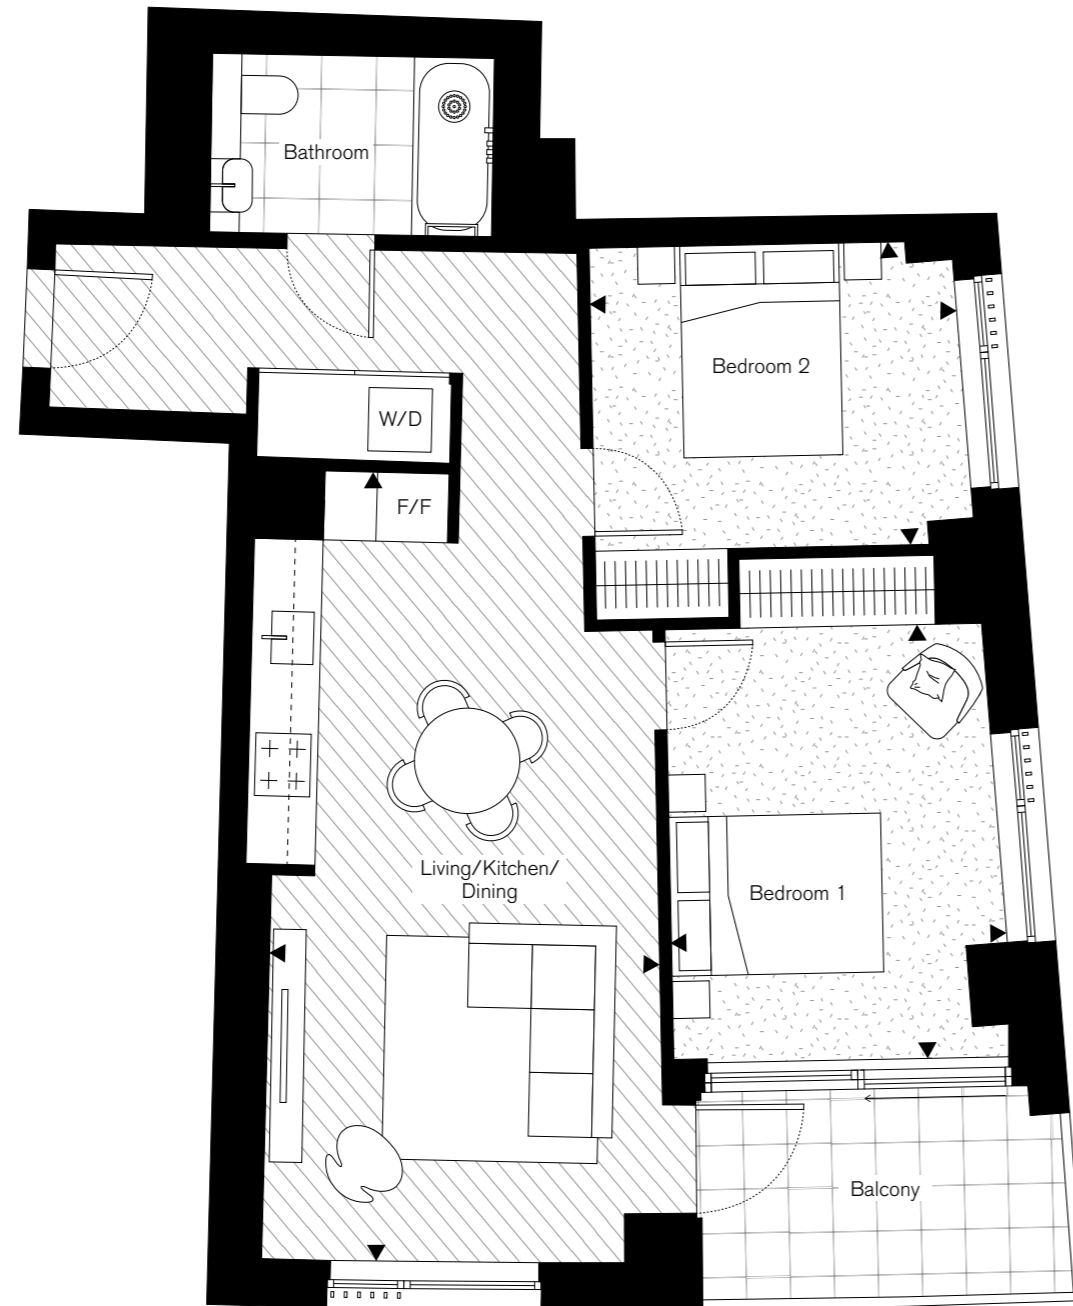 Bathroom
Bedroom 2
W/D
F/F
Living/Kitchen/
Dining
Bedroom 1
Balcony